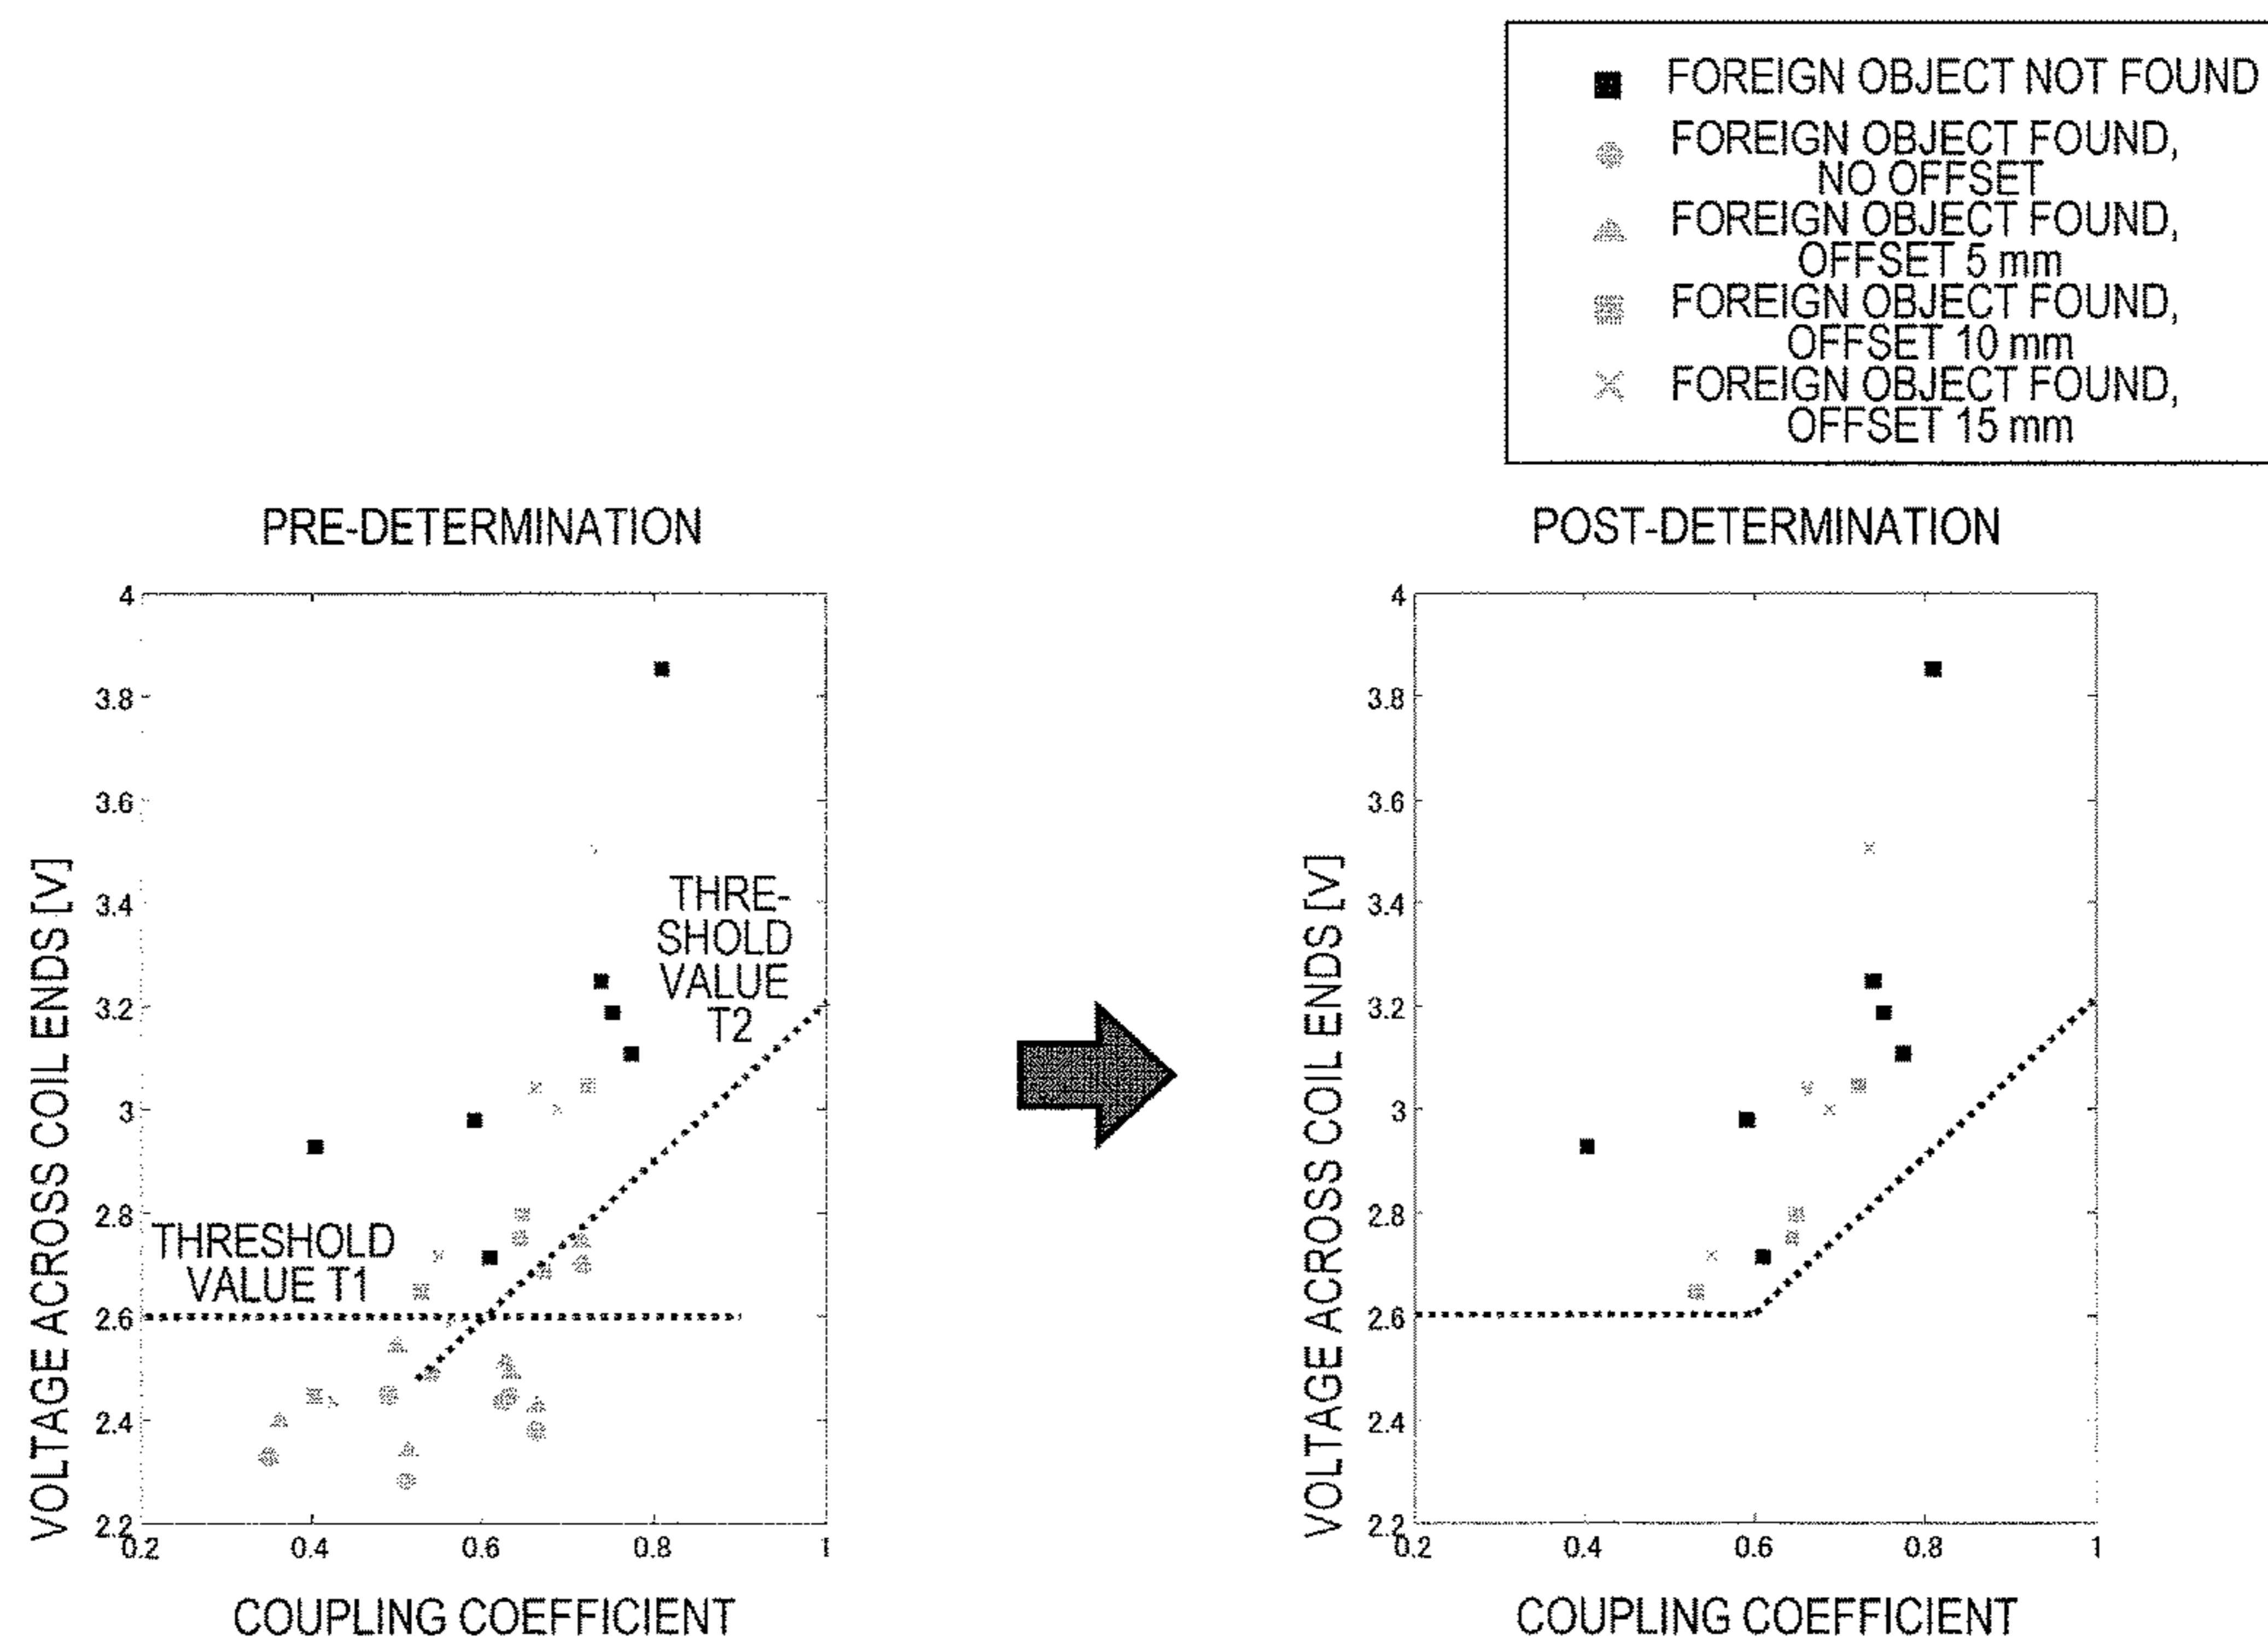 FOREIGN OBJECT NOT FOUND
FOREIGN OBJECT FOUND,
NO OFFSET
FOREIGN OBJECT FOUND,
OFFSET 5 mm
FOREIGN OBJECT FOUND,
OFFSET 10 mm
FOREIGN OBJECT FOUND,
OFFSET 15 mm
PRE-DETERMINATION
VOLTAGE ACROSS COIL ENDS [V]
4
3.8
3.6
3.4
3.2
3
2.8
2.6
2.4
2.2
THRE-
SHOLD
VALUE
T2
THRESHOLD
VALUE T1
0.2
0.4
0.6
0.8
1
COUPLING COEFFICIENT
POST-DETERMINATION
VOLTAGE ACROSS COIL ENDS [V]
4
3.8
3.6
3.4
3.2
3
2.8
2.6
2.4
2.2
0.2
0.4
0.6
0.8
1
COUPLING COEFFICIENT